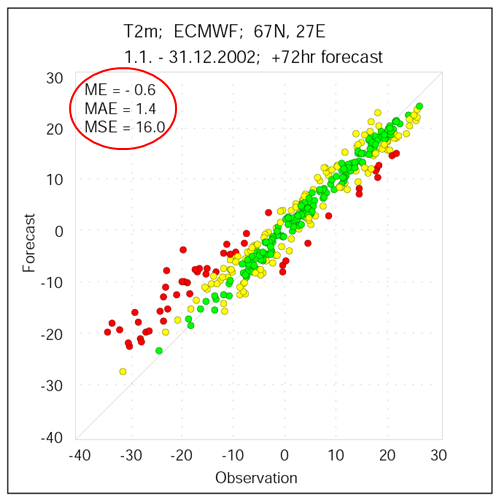 T2m; ECMWF; 67N, 27E
1.1. - 31.12.2002; +72hr forecast
ME = - 0.6
MAE = 1.4
MSE = 16.0
30
20
10
0
-10
-20
-30
-40
Forecast
-40 -30 -20 -10 0 10 20 30
Observation